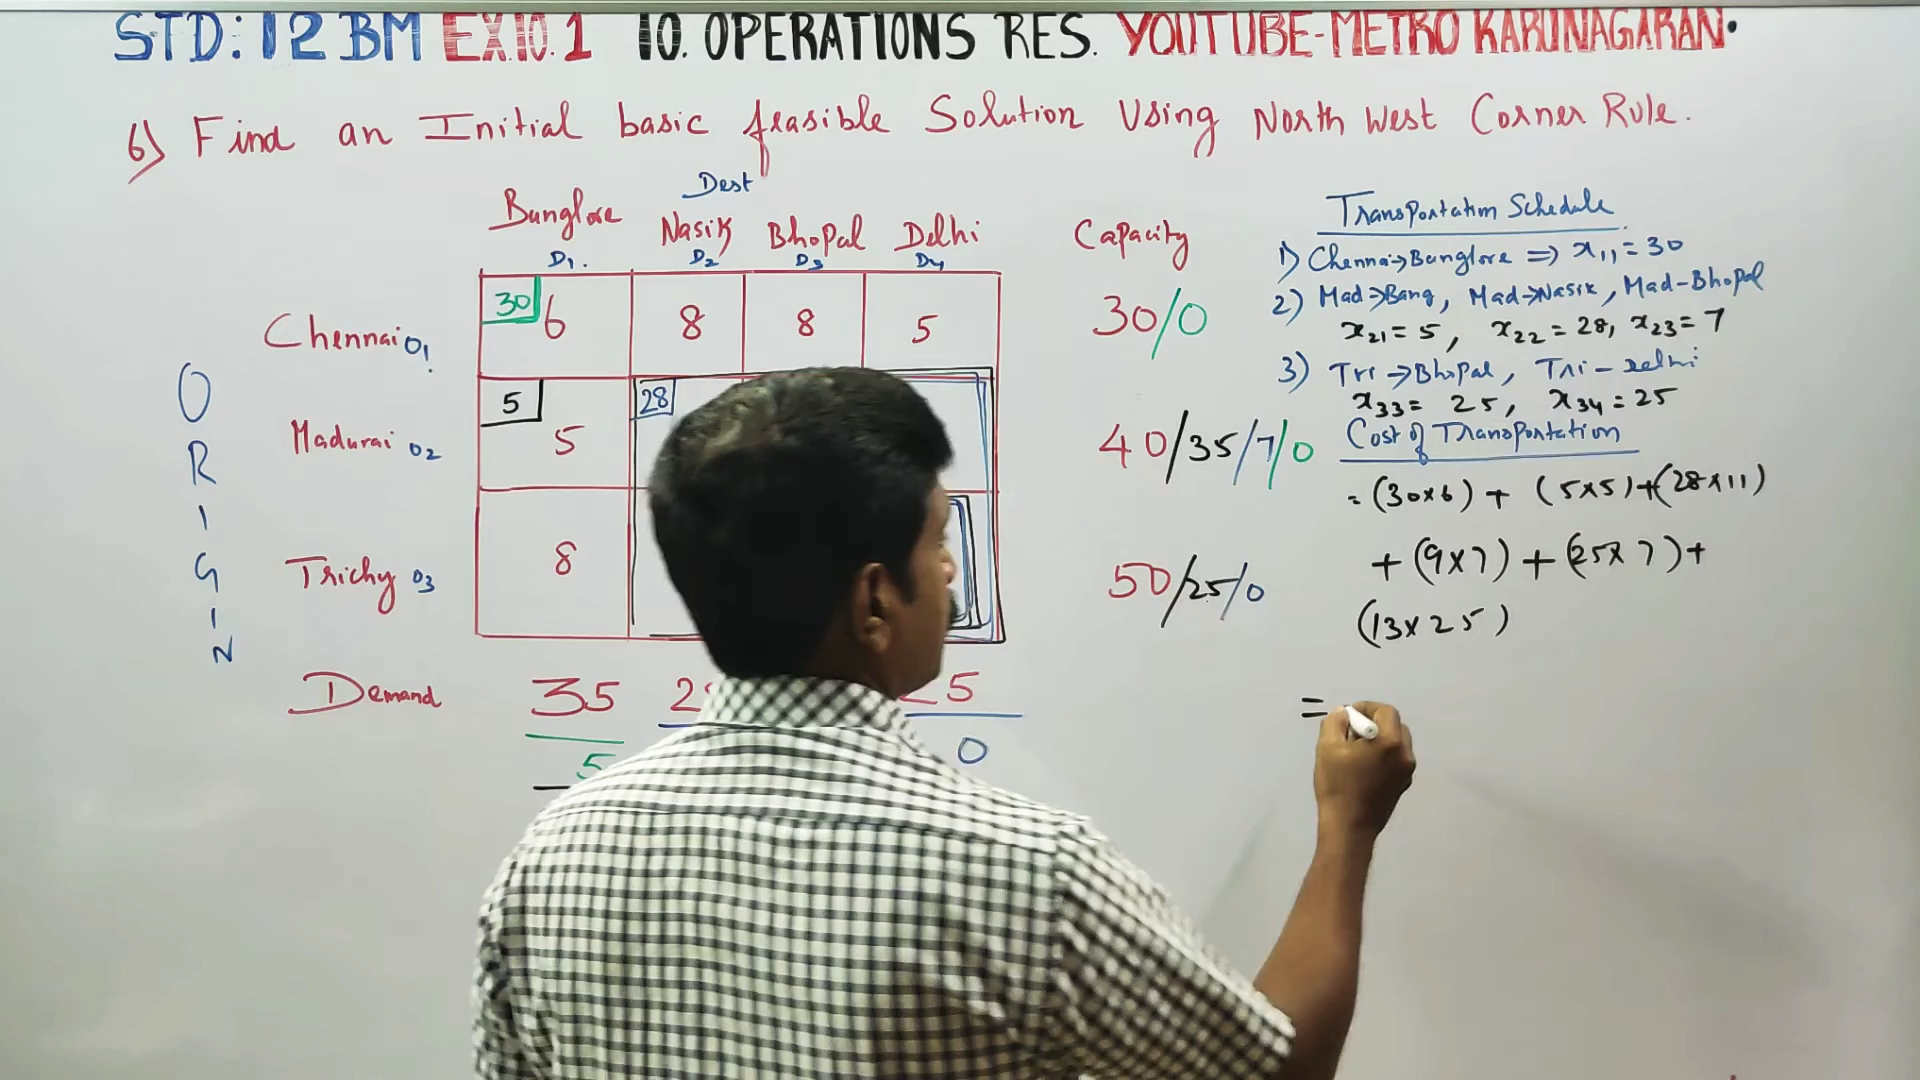 STD: 12 BM EX.10.1 10. OPERATIONS RES. YOUTUBE-METRO KARUNAGARAN.
6) Find an Initial basic feasible Solution Using North West Corner Rule.
Dest
Banglore Nasik Bhopal Delhi Capacity
D1. D2 D3 D4
Chennai O1 30 6 8 8 5 30/0
Madurai O2 5 5 28 40/35/7/0
Trichy O3 8 50/25/0
Demand 35 5
5 0
ORIGIN
Transportation Schedule
1) Chennai→Banglore ⇒ x11 = 30
2) Mad→Bang, Mad→Nasik, Mad-Bhopal
x21 = 5, x22 = 28, x23 = 7
3) Tri→Bhopal, Tri-Delhi
x33 = 25, x34 = 25
Cost of Transportation
= (30×6) + (5×5) + (28×11)
+ (9×7) + (25×7) +
(13×25)
=